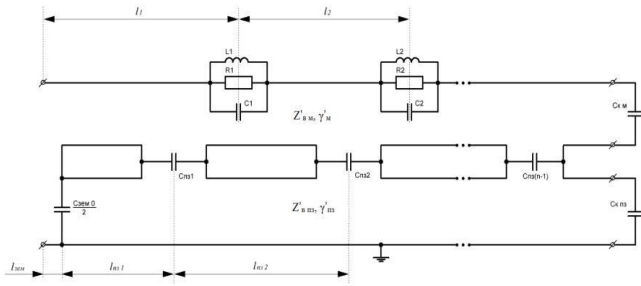 l1 l2
L1 L2
R1 R2
C1 C2
Cк м
Z'в м, γ'м
Cпз1 Cпз2 Cпз(n-1)
Cзем 0
2
Z'в пз, γ'пз
Cк пз
lзем lпз 1 lпз 2